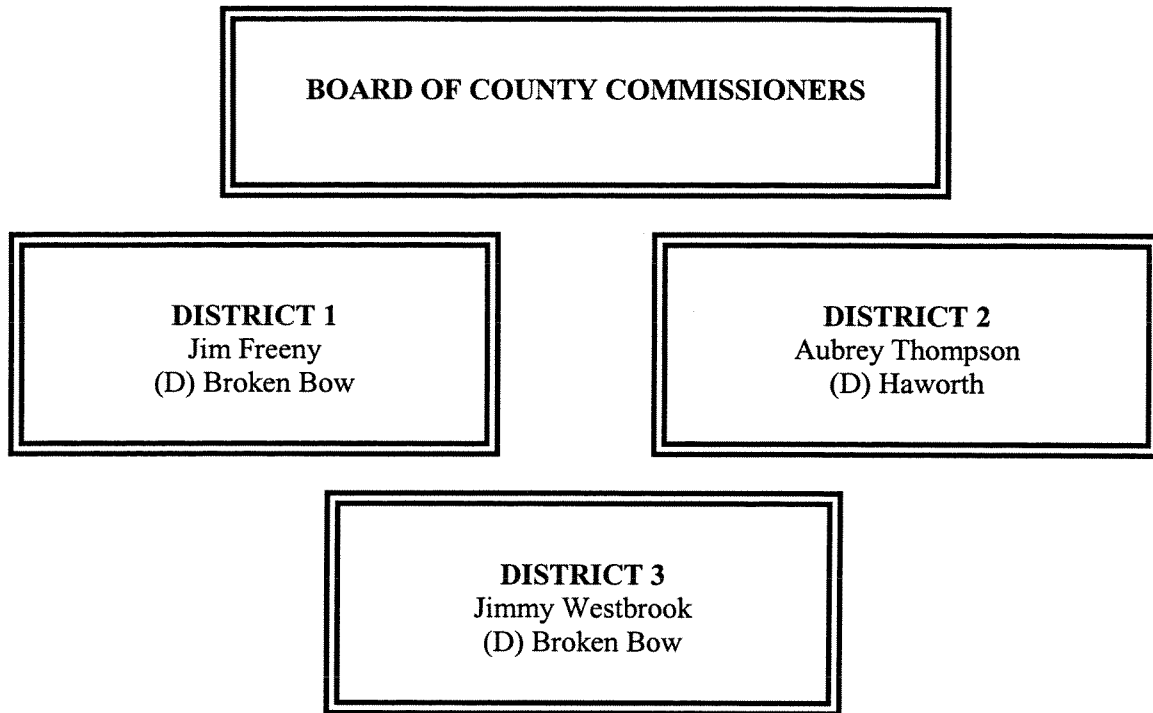 BOARD OF COUNTY COMMISSIONERS
DISTRICT 1
Jim Freeny
(D) Broken Bow
DISTRICT 2
Aubrey Thompson
(D) Haworth
DISTRICT 3
Jimmy Westbrook
(D) Broken Bow